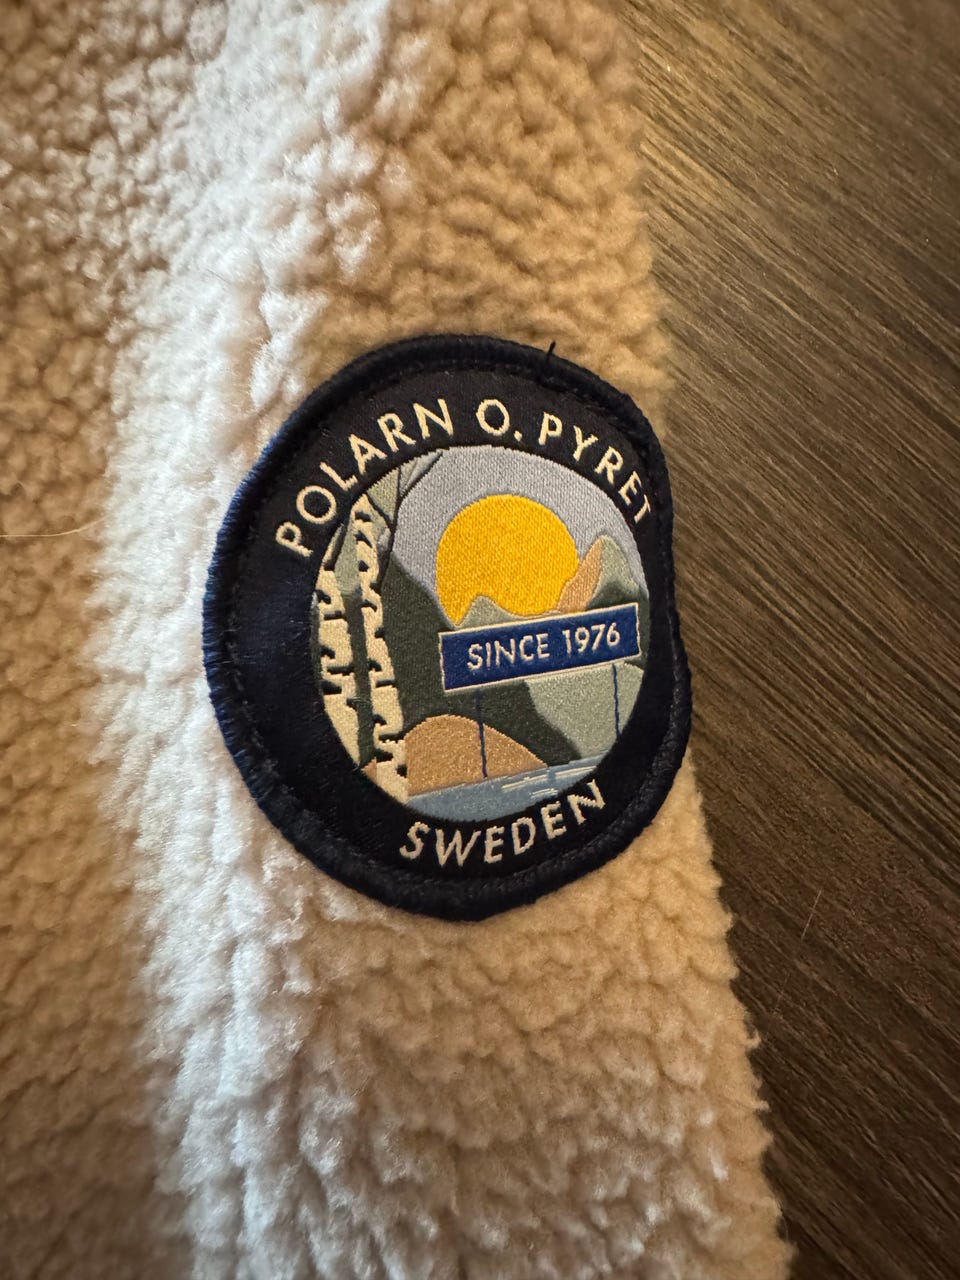 POLARN O. PYRET
SINCE 1976
SWEDEN